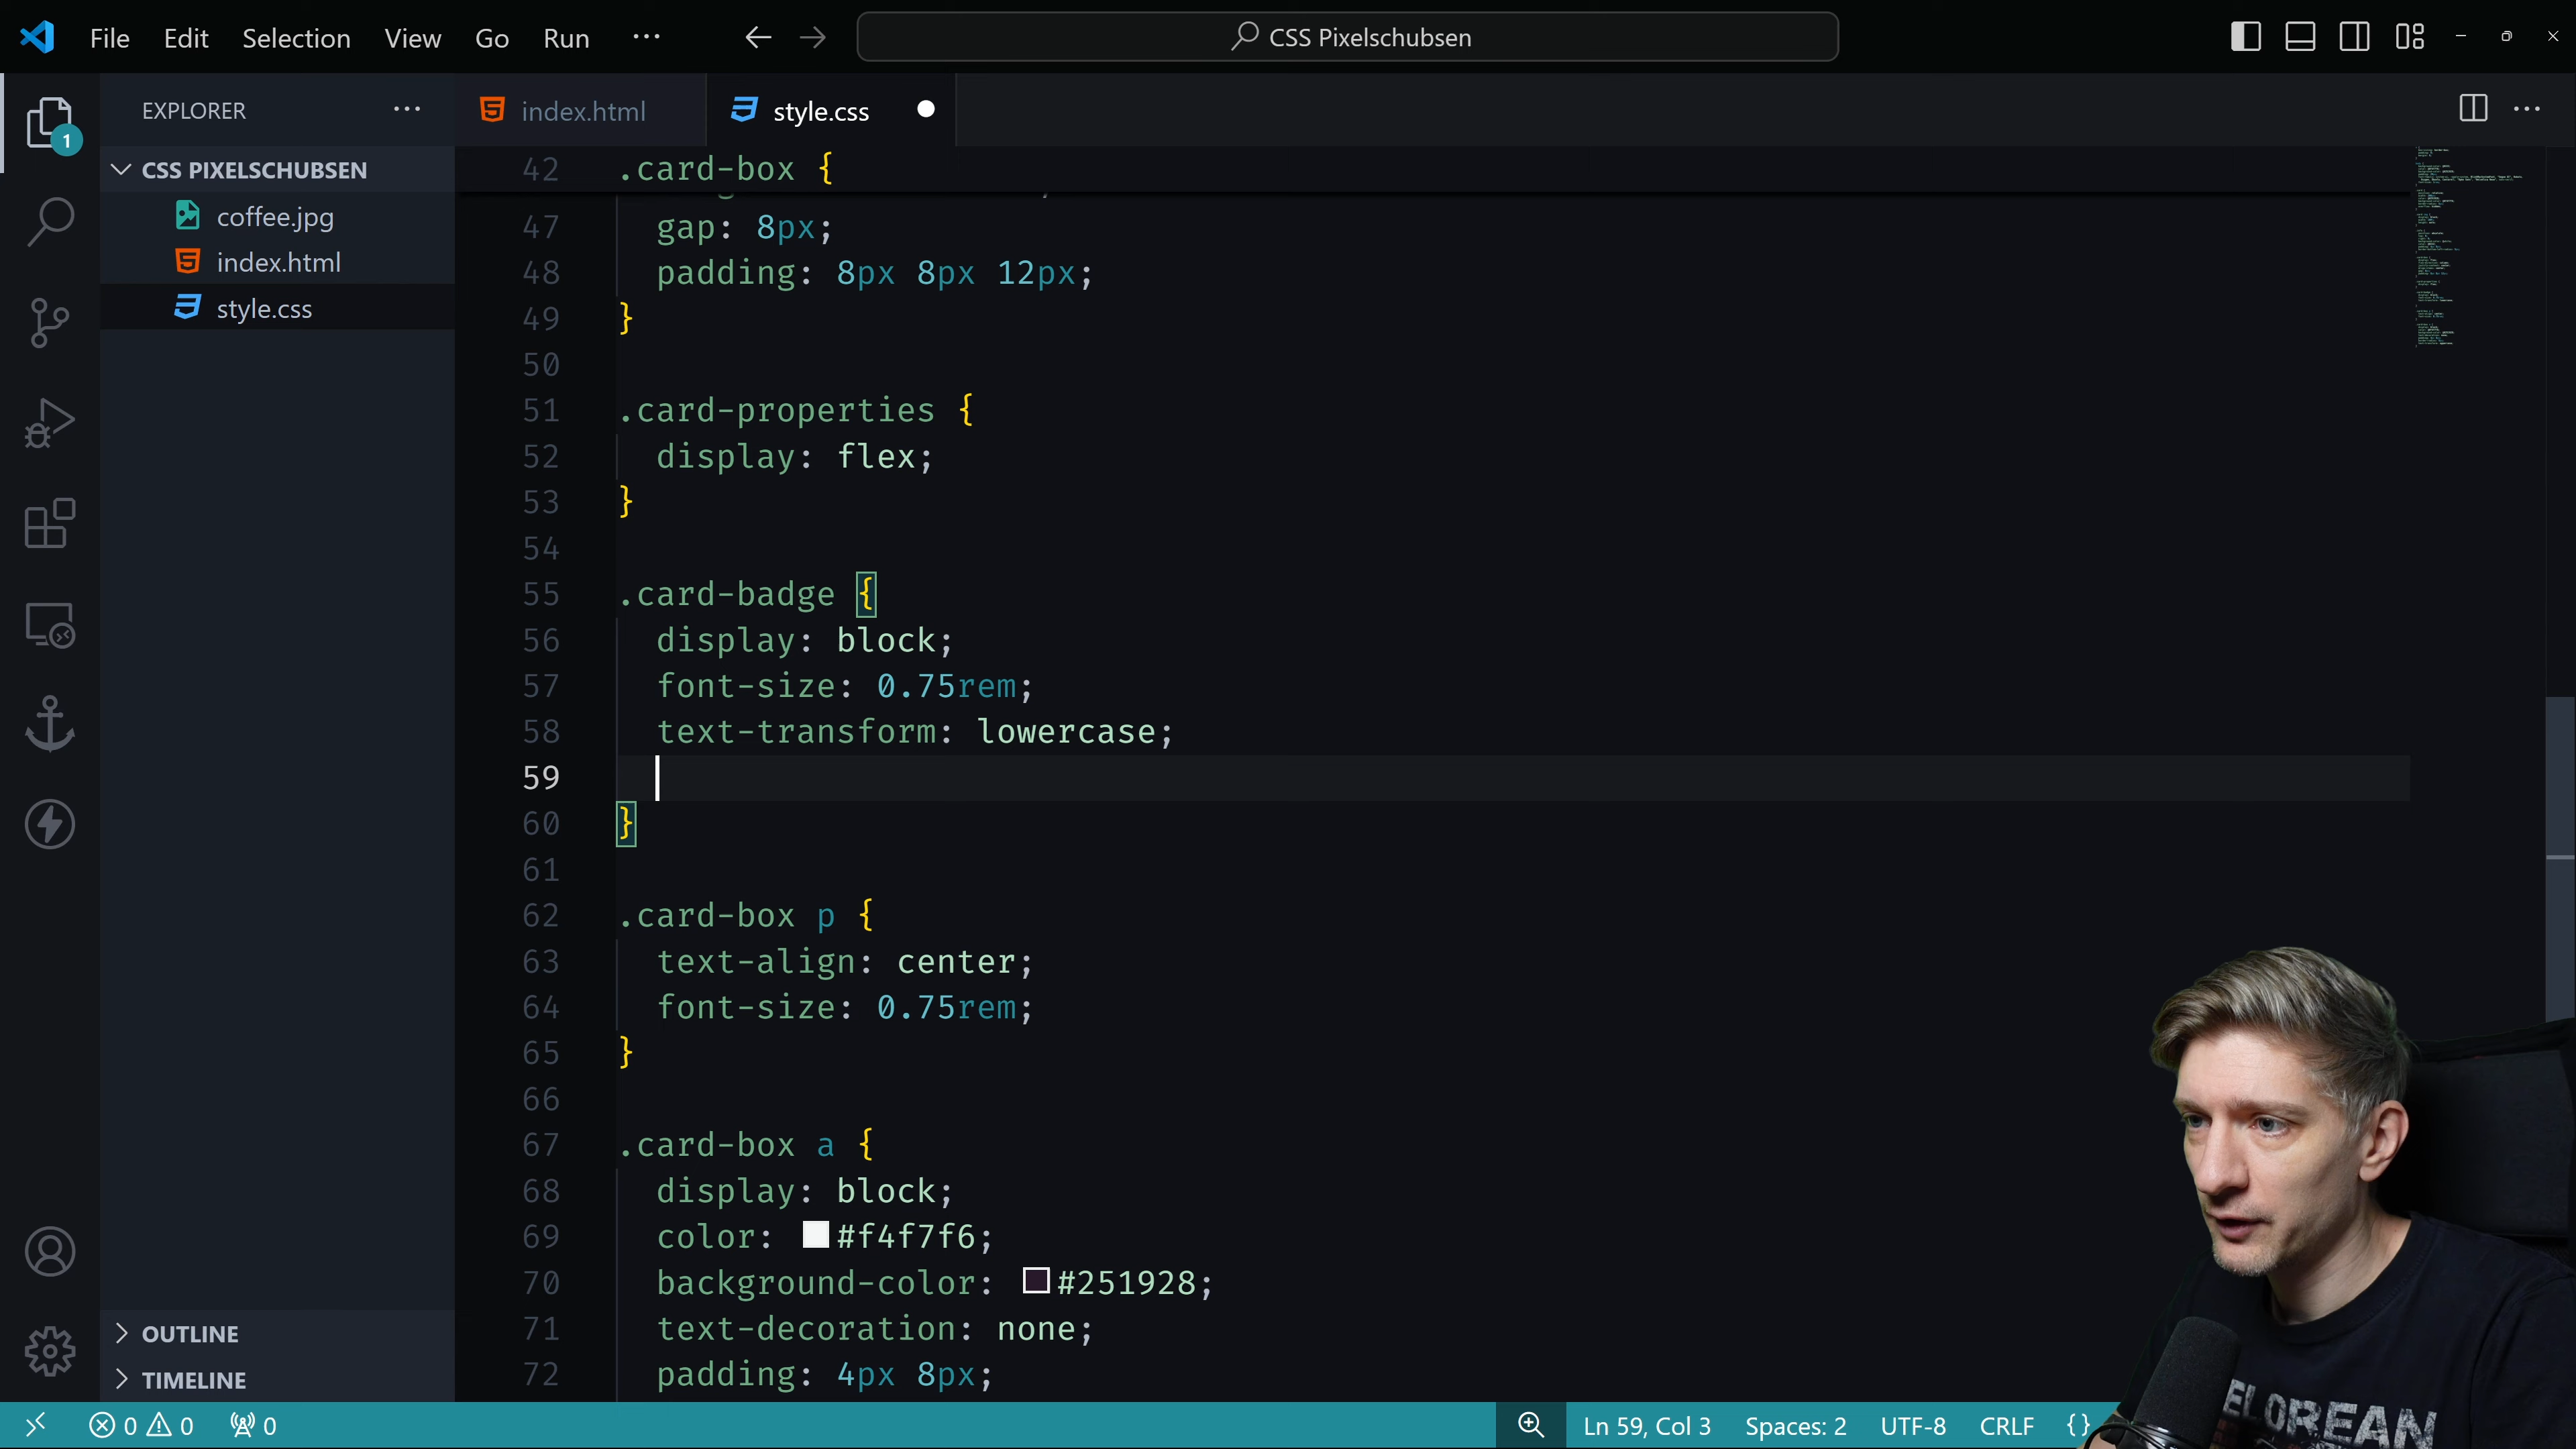 File Edit Selection View Go Run ···
CSS Pixelschubsen
EXPLORER ···
1
CSS PIXELSCHUBSEN
coffee.jpg
index.html
style.css
OUTLINE
TIMELINE
index.html
style.css
42 .card-box {
47 gap: 8px;
48 padding: 8px 8px 12px;
49 }
50
51 .card-properties {
52 display: flex;
53 }
54
55 .card-badge {
56 display: block;
57 font-size: 0.75rem;
58 text-transform: lowercase;
59
60 }
61
62 .card-box p {
63 text-align: center;
64 font-size: 0.75rem;
65 }
66
67 .card-box a {
68 display: block;
69 color: #f4f7f6;
70 background-color: #251928;
71 text-decoration: none;
72 padding: 4px 8px;
0 0 0
Ln 59, Col 3 Spaces: 2 UTF-8 CRLF {}